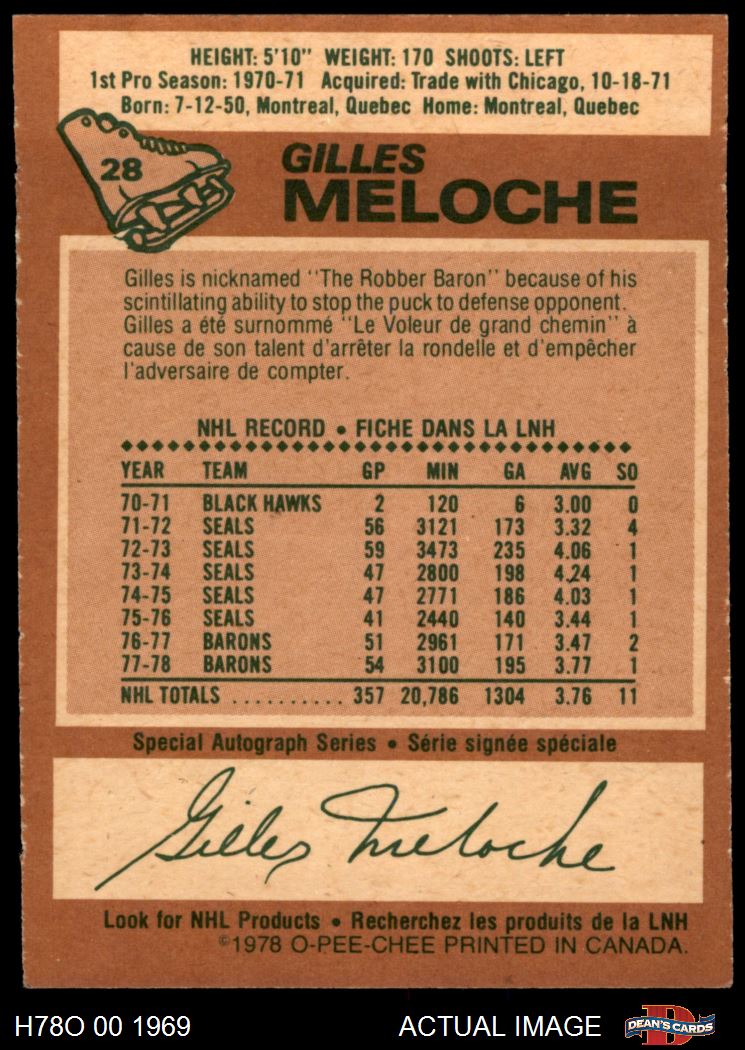 HEIGHT: 5'10" WEIGHT: 170 SHOOTS: LEFT
1st Pro Season: 1970-71 Acquired: Trade with Chicago, 10-18-71
Born: 7-12-50, Montreal, Quebec Home: Montreal, Quebec
28
GILLES
MELOCHE
Gilles is nicknamed "The Robber Baron" because of his
scintillating ability to stop the puck to defense opponent.
Gilles a été surnommé "Le Voleur de grand chemin" à
cause de son talent d'arrêter la rondelle et d'empêcher
l'adversaire de compter.
NHL RECORD • FICHE DANS LA LNH
YEAR TEAM GP MIN GA AVG SO
70-71 BLACK HAWKS 2 120 6 3.00 0
71-72 SEALS 56 3121 173 3.32 4
72-73 SEALS 59 3473 235 4.06 1
73-74 SEALS 47 2800 198 4.24 1
74-75 SEALS 47 2771 186 4.03 1
75-76 SEALS 41 2440 140 3.44 1
76-77 BARONS 51 2961 171 3.47 2
77-78 BARONS 54 3100 195 3.77 1
NHL TOTALS .......... 357 20,786 1304 3.76 11
Special Autograph Series • Série signée spéciale
Gilles Meloche
Look for NHL Products • Recherchez les produits de la LNH
©1978 O-PEE-CHEE PRINTED IN CANADA.
H78O 00 1969 ACTUAL IMAGE D DEAN'S CARDS